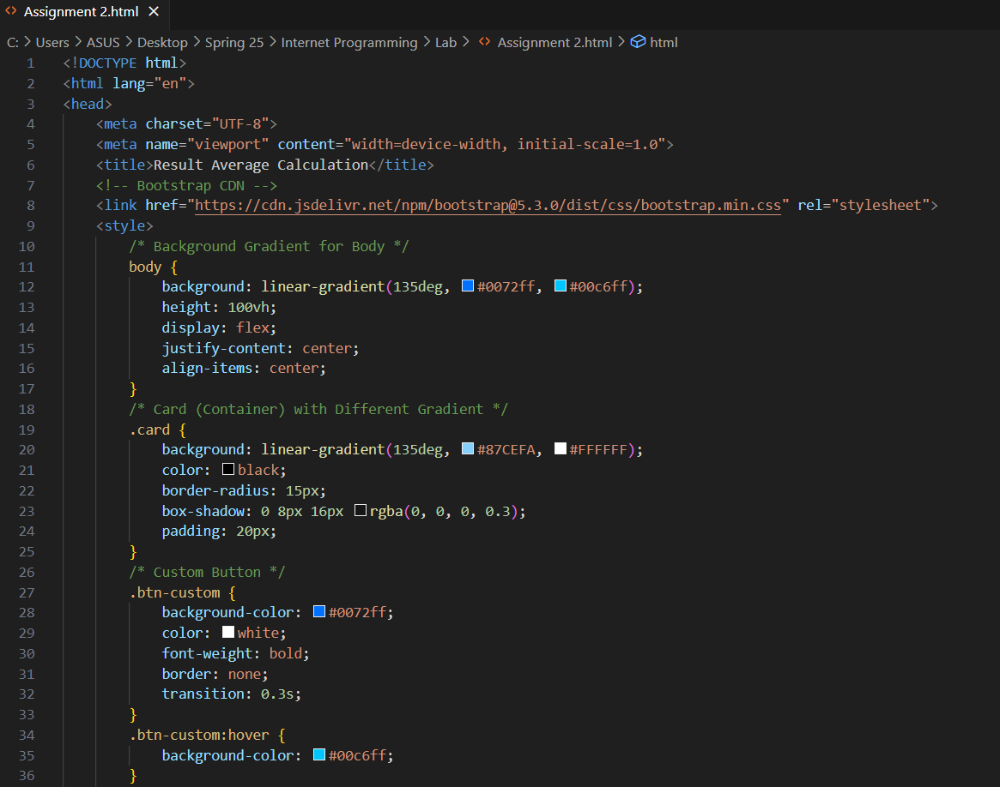 <> Assignment 2.html ✕
C: > Users > ASUS > Desktop > Spring 25 > Internet Programming > Lab > <> Assignment 2.html > html
1 <!DOCTYPE html>
2 <html lang="en">
3 <head>
4     <meta charset="UTF-8">
5     <meta name="viewport" content="width=device-width, initial-scale=1.0">
6     <title>Result Average Calculation</title>
7     <!-- Bootstrap CDN -->
8     <link href="https://cdn.jsdelivr.net/npm/bootstrap@5.3.0/dist/css/bootstrap.min.css" rel="stylesheet">
9     <style>
10         /* Background Gradient for Body */
11         body {
12             background: linear-gradient(135deg, #0072ff, #00c6ff);
13             height: 100vh;
14             display: flex;
15             justify-content: center;
16             align-items: center;
17         }
18         /* Card (Container) with Different Gradient */
19         .card {
20             background: linear-gradient(135deg, #87CEFA, #FFFFFF);
21             color: black;
22             border-radius: 15px;
23             box-shadow: 0 8px 16px rgba(0, 0, 0, 0.3);
24             padding: 20px;
25         }
26         /* Custom Button */
27         .btn-custom {
28             background-color: #0072ff;
29             color: white;
30             font-weight: bold;
31             border: none;
32             transition: 0.3s;
33         }
34         .btn-custom:hover {
35             background-color: #00c6ff;
36         }